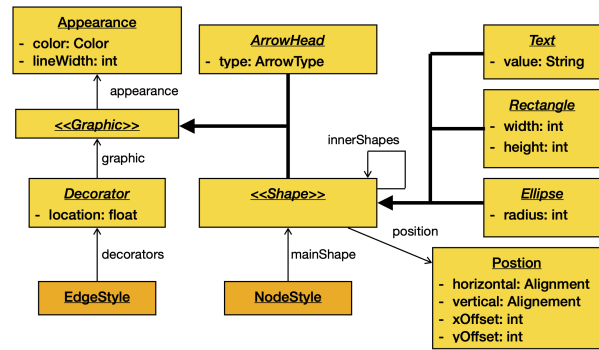 Appearance
- color: Color
- lineWidth: int
appearance
<<Graphic>>
graphic
Decorator
- location: float
decorators
EdgeStyle
ArrowHead
- type: ArrowType
innerShapes
<<Shape>>
position
mainShape
NodeStyle
Text
- value: String
Rectangle
- width: int
- height: int
Ellipse
- radius: int
Postion
- horizontal: Alignment
- vertical: Alignement
- xOffset: int
- yOffset: int